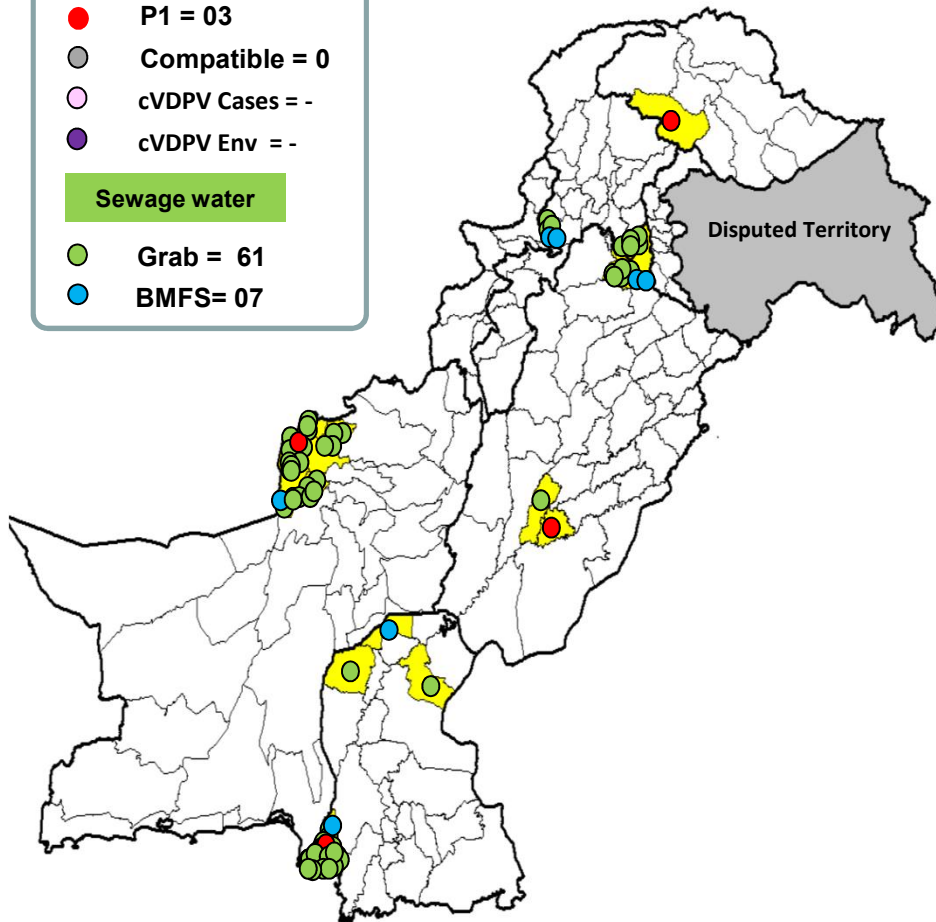 P1 = 03
Compatible = 0
cVDPV Cases = -
cVDPV Env = -
Sewage water
Grab = 61
BMFS= 07
Disputed Territory